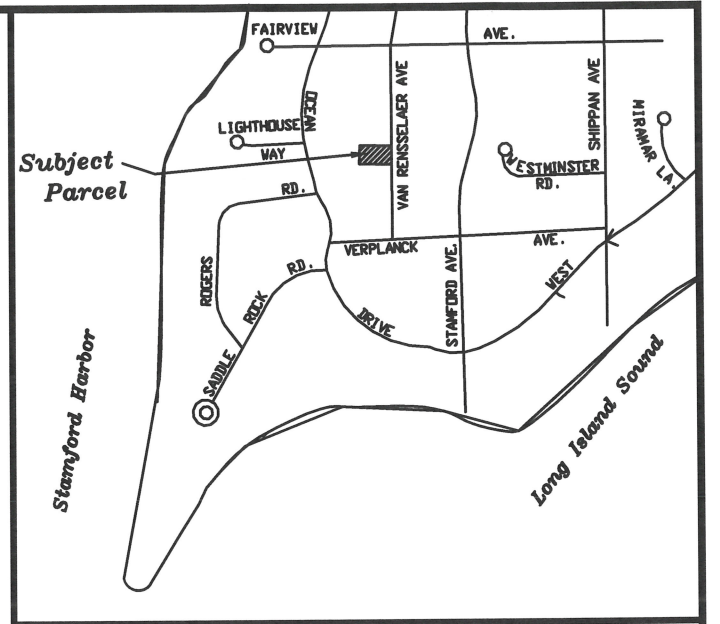 FAIRVIEW
AVE.
OCEAN
VAN RENSSELAER AVE
SHIPPAN AVE
MIRAMAR LA.
LIGHTHOUSE
WAY
Subject
Parcel
WESTMINSTER
RD.
RD.
VERPLANCK
AVE.
ROGERS
RD.
ROCK
SADDLE
DRIVE
STAMFORD AVE.
WEST
Stamford Harbor
Long Island Sound